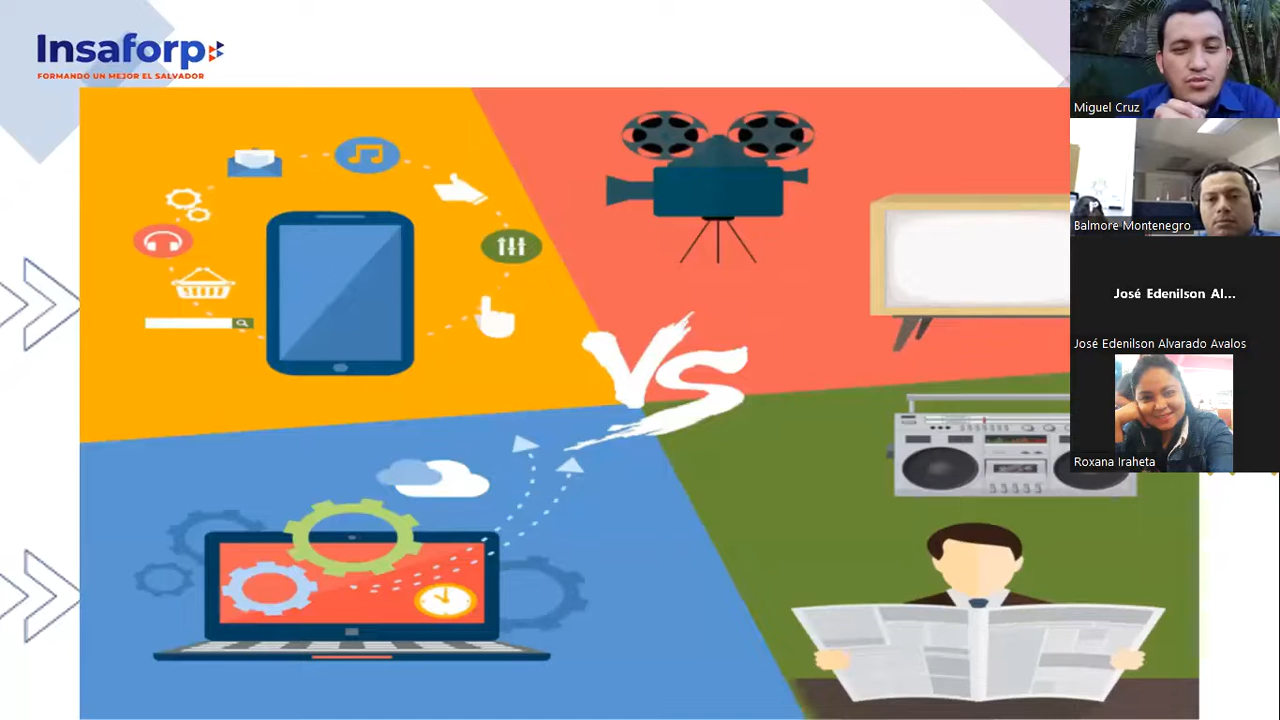 Insaforp
FORMANDO UN MEJOR EL SALVADOR
VS
Miguel Cruz
Balmore Montenegro
José Edenilson Al...
José Edenilson Alvarado Avalos
Roxana Iraheta